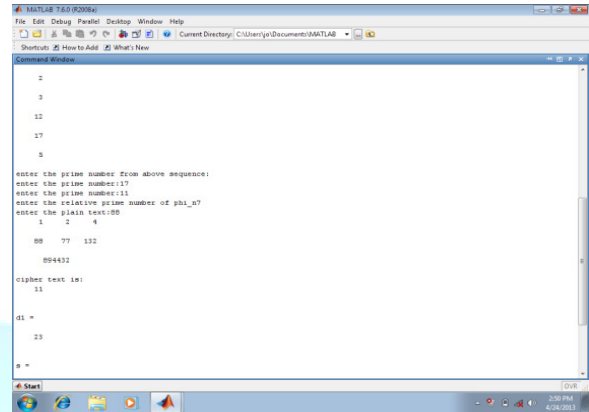 MATLAB 7.6.0 (R2008a)
File Edit Debug Parallel Desktop Window Help
Current Directory: C:\Users\jo\Documents\MATLAB
Shortcuts How to Add What's New
Command Window
2
3
12
17
5
enter the prime number from above sequence:
enter the prime number:17
enter the prime number:11
enter the relative prime number of phi_n7
enter the plain text:88
1 2 4
88 77 132
894432
cipher text is:
11
d1 =
23
s =
Start
OVR
2:50 PM
4/24/2013